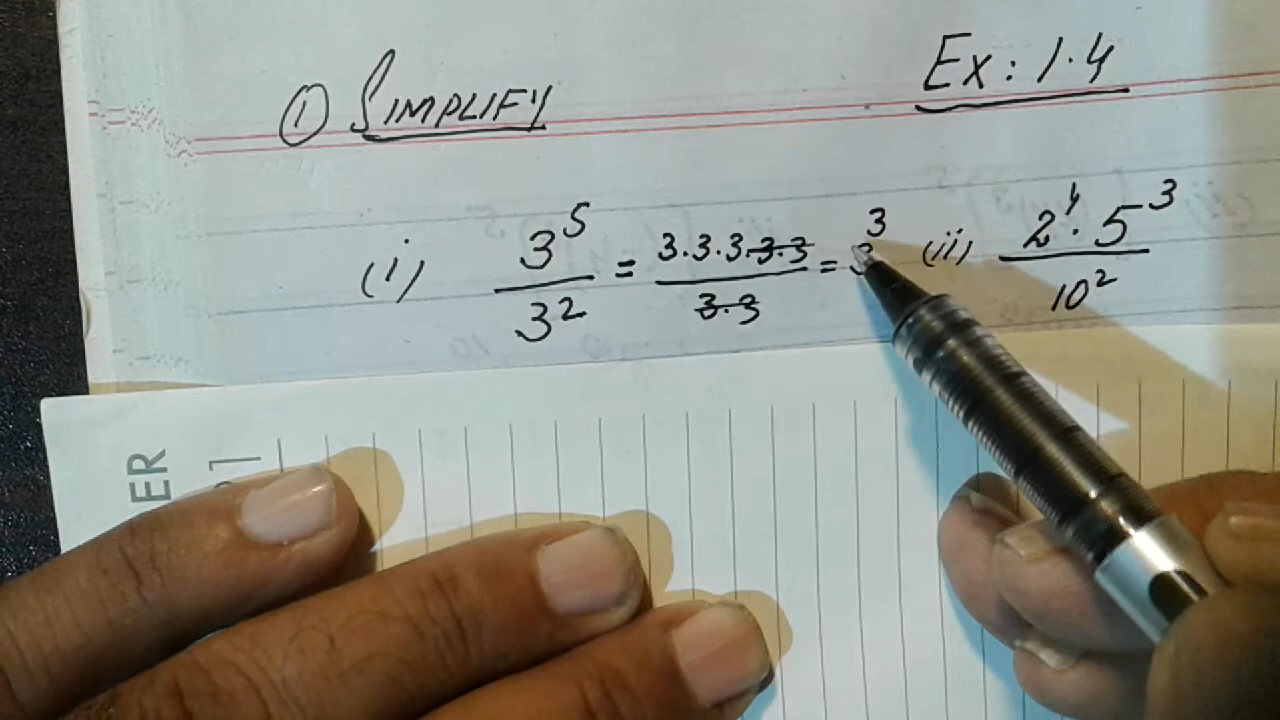 Ex: 1.4
① SIMPLIFY
(i) 3^5/3^2 = 3.3.3.3.3/3.3 = 3^3 (ii) 2^4.5^3/10^2
ER